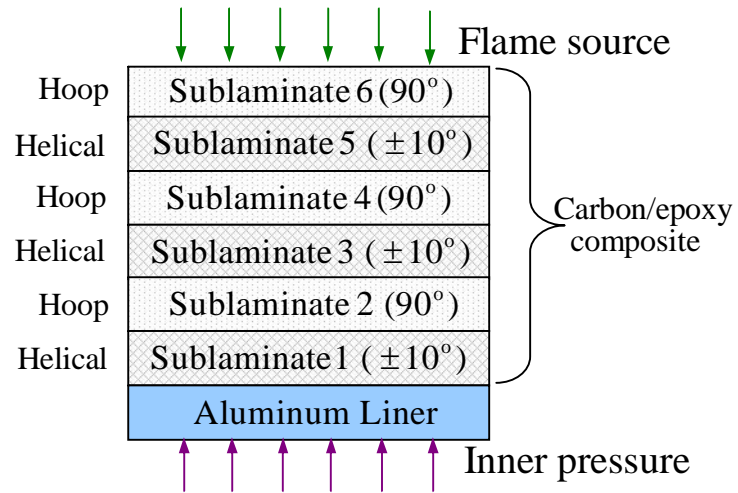 Flame source
Hoop Sublaminate 6 (90°)
Helical Sublaminate 5 (±10°)
Hoop Sublaminate 4 (90°)
Helical Sublaminate 3 (±10°)
Hoop Sublaminate 2 (90°)
Helical Sublaminate 1 (±10°)
Carbon/epoxy
composite
Aluminum Liner
Inner pressure